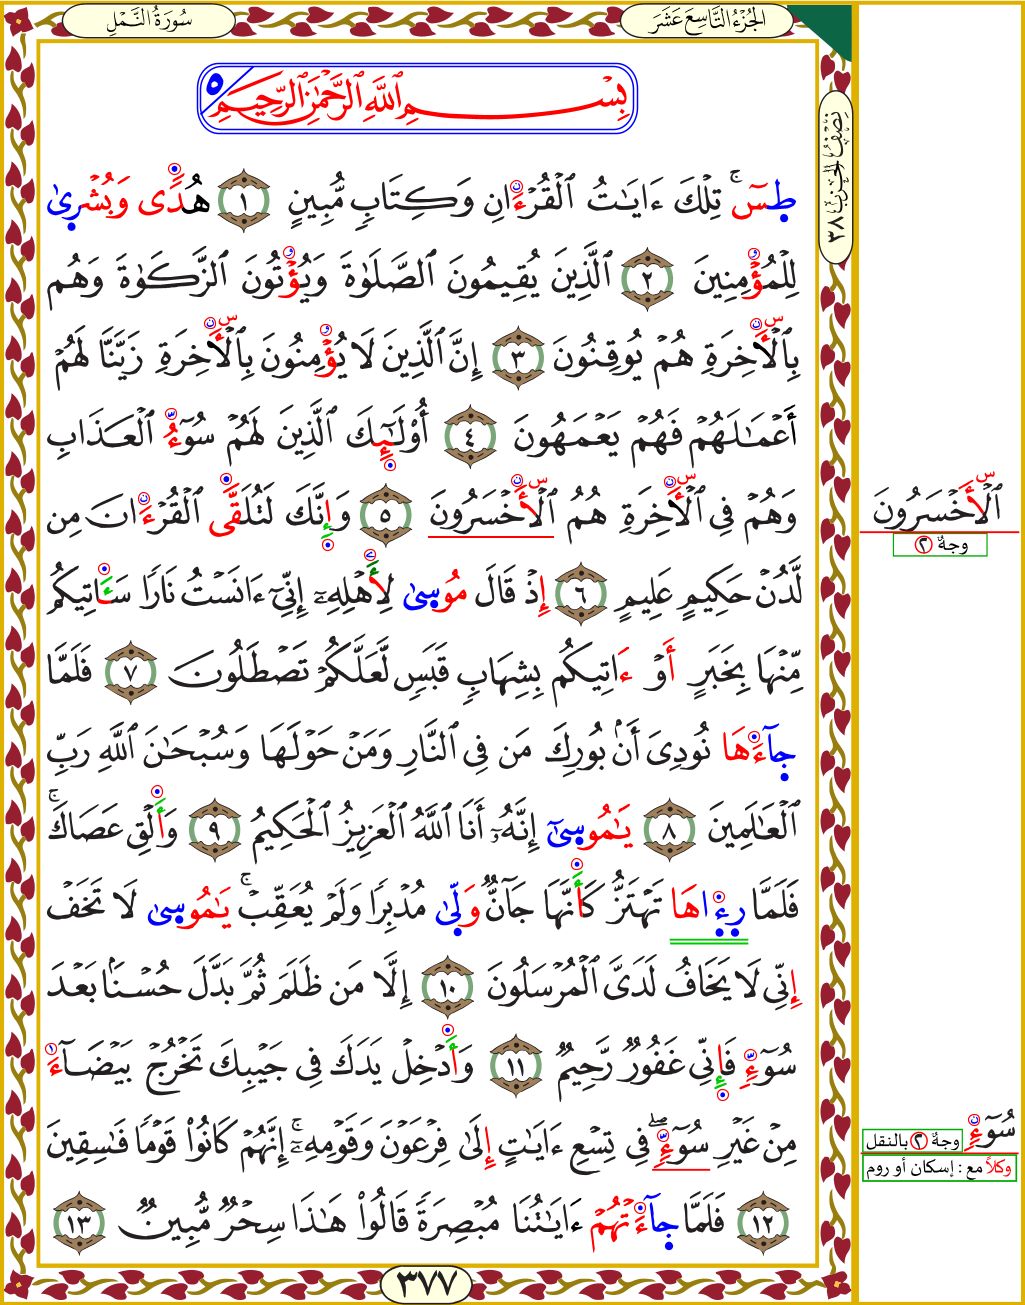 سُورَةُ النَّمْلِ
الجُزْءُ التَّاسِعَ عَشَرَ
نِصْفُ الحِزْبِ ٣٨
بِسْمِ ٱللَّهِ ٱلرَّحْمَٰنِ ٱلرَّحِيمِ ٥
طسٓۚ تِلْكَ ءَايَٰتُ ٱلْقُرْءَانِ وَكِتَابٖ مُّبِينٍ ١ هُدٗى وَبُشْرِىٰ
لِلْمُؤْمِنِينَ ٢ ٱلَّذِينَ يُقِيمُونَ ٱلصَّلَوٰةَ وَيُؤْتُونَ ٱلزَّكَوٰةَ وَهُم
بِٱلْأَخِرَةِ هُمْ يُوقِنُونَ ٣ إِنَّ ٱلَّذِينَ لَا يُؤْمِنُونَ بِٱلْأَخِرَةِ زَيَّنَّا لَهُمْ
أَعْمَٰلَهُمْ فَهُمْ يَعْمَهُونَ ٤ أُوْلَٰٓئِكَ ٱلَّذِينَ لَهُمْ سُوٓءُ ٱلْعَذَابِ
وَهُمْ فِى ٱلْأَخِرَةِ هُمُ ٱلْأَخْسَرُونَ ٥ وَإِنَّكَ لَتُلَقَّى ٱلْقُرْءَانَ مِن
لَّدُنْ حَكِيمٍ عَلِيمٍ ٦ إِذْ قَالَ مُوسِىٰ لِأَهْلِهِۦٓ إِنِّىٓ ءَانَسْتُ نَارٗا سَـَٔاتِيكُم
مِّنْهَا بِخَبَرٍ أَوْ ءَاتِيكُم بِشِهَابٖ قَبَسٖ لَّعَلَّكُمْ تَصْطَلُونَ ٧ فَلَمَّا
جَآءَهَا نُودِىَ أَنۢ بُورِكَ مَن فِى ٱلنَّارِ وَمَنْ حَوْلَهَا وَسُبْحَٰنَ ٱللَّهِ رَبِّ
ٱلْعَٰلَمِينَ ٨ يَٰمُوسِىٰٓ إِنَّهُۥٓ أَنَا ٱللَّهُ ٱلْعَزِيزُ ٱلْحَكِيمُ ٩ وَأَلْقِ عَصَاكَۚ
فَلَمَّا رِءِاهَا تَهْتَزُّ كَأَنَّهَا جَآنّٞ وَلِّىٰ مُدْبِرٗا وَلَمْ يُعَقِّبْۚ يَٰمُوسِىٰ لَا تَخَفْ
إِنِّى لَا يَخَافُ لَدَىَّ ٱلْمُرْسَلُونَ ١٠ إِلَّا مَن ظَلَمَ ثُمَّ بَدَّلَ حُسْنَۢا بَعْدَ
سُوٓءٖ فَإِنِّى غَفُورٞ رَّحِيمٞ ١١ وَأَدْخِلْ يَدَكَ فِى جَيْبِكَ تَخْرُجْ بَيْضَآءَ
مِنْ غَيْرِ سُوٓءٖۖ فِى تِسْعِ ءَايَٰتٍ إِلَىٰ فِرْعَوْنَ وَقَوْمِهِۦٓۚ إِنَّهُمْ كَانُواْ قَوْمٗا فَٰسِقِينَ
١٢ فَلَمَّا جَآءَتْهُمْ ءَايَٰتُنَا مُبْصِرَةٗ قَالُواْ هَٰذَا سِحْرٞ مُّبِينٞ ١٣
٣٧٧
ٱلْأَخْسَرُونَ
وجهٌ ٢
سُوٓءٖ
وجهٌ ٢ بالنقل
وكلاً مع : إسكان أو روم